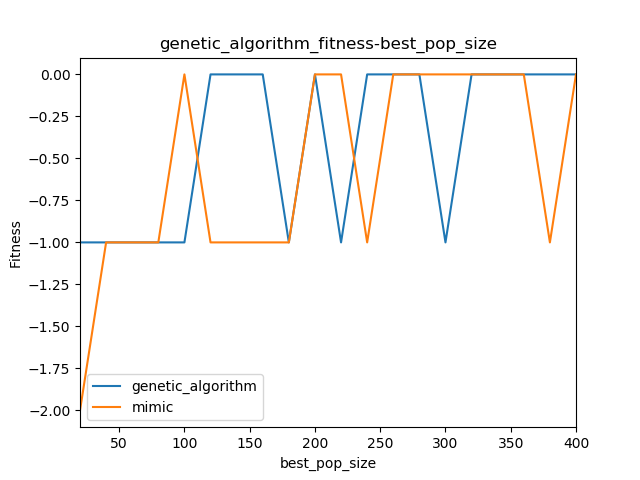 genetic_algorithm_fitness-best_pop_size
0.00
−0.25
−0.50
−0.75
−1.00
−1.25
−1.50
−1.75
−2.00
Fitness
genetic_algorithm
mimic
50 100 150 200 250 300 350 400
best_pop_size